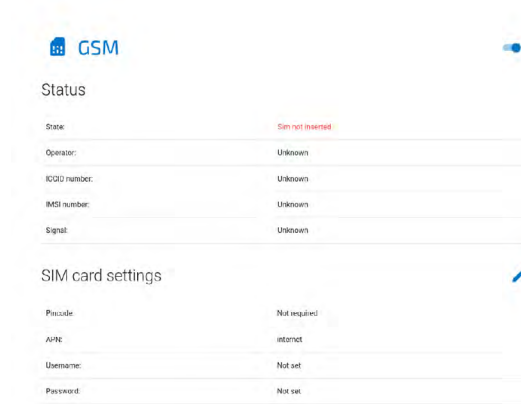 GSM
Status
State: Sim not inserted
Operator: Unknown
ICCID number: Unknown
IMSI number: Unknown
Signal: Unknown
SIM card settings
Pincode: Not required
APN: internet
Username: Not set
Password: Not set